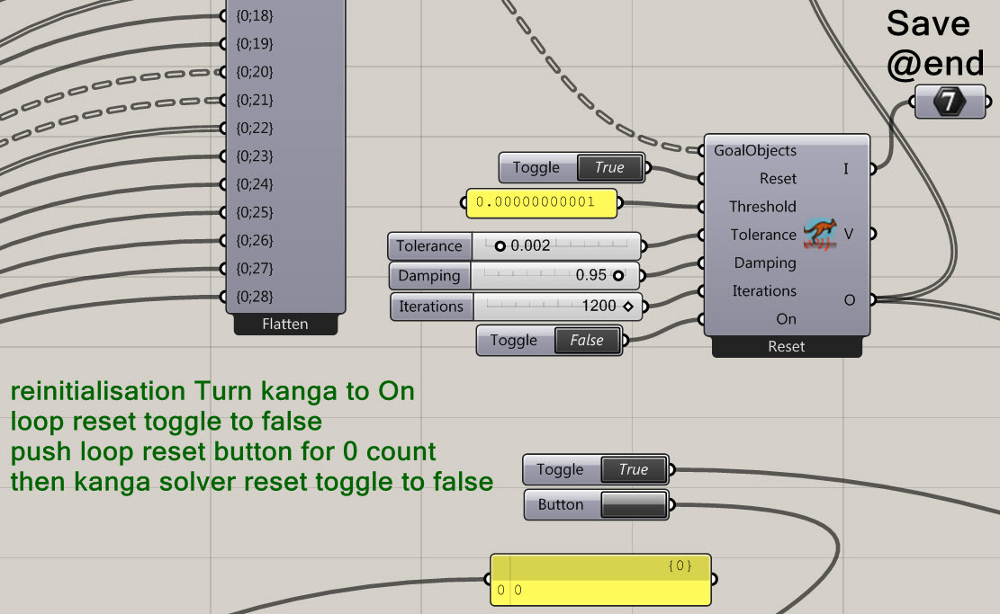 {0;18}
{0;19}
{0;20}
{0;21}
{0;22}
{0;23}
{0;24}
{0;25}
{0;26}
{0;27}
{0;28}
Flatten
Save
@end
7
Toggle True
0.00000000001
Tolerance 0.002
Damping 0.95
Iterations 1200
Toggle False
GoalObjects
Reset
Threshold
Tolerance
Damping
Iterations
On
I
V
O
Reset
reinitialisation Turn kanga to On
loop reset toggle to false
push loop reset button for 0 count
then kanga solver reset toggle to false
Toggle True
Button
{0}
0 0